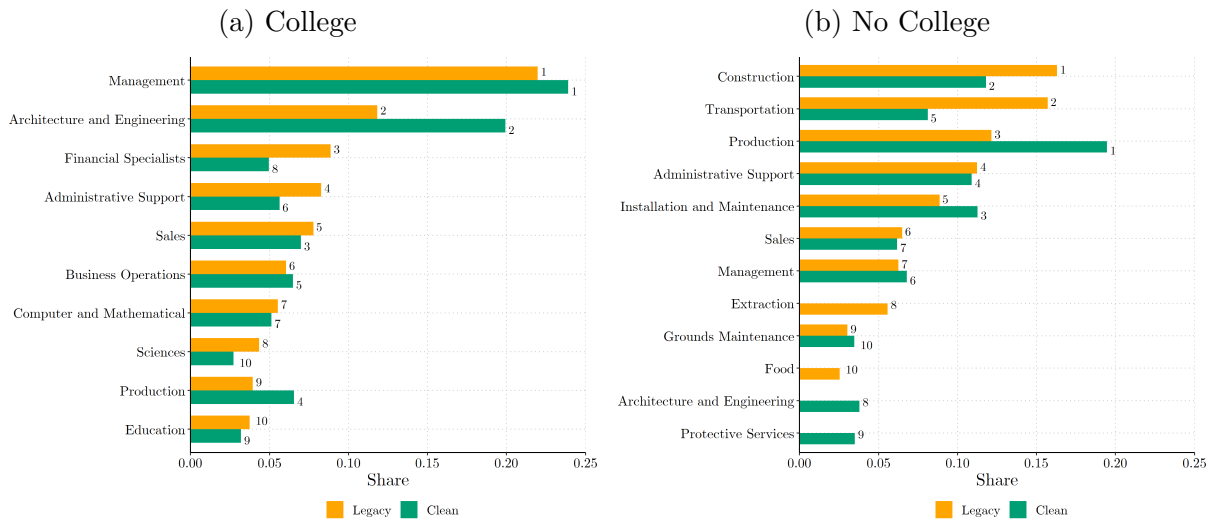 (a) College
Management 1
1
Architecture and Engineering 2
2
Financial Specialists 3
8
Administrative Support 4
6
Sales 5
3
Business Operations 6
5
Computer and Mathematical 7
7
Sciences 8
10
Production 9
4
Education 10
9
0.00 0.05 0.10 0.15 0.20 0.25
Share
Legacy Clean
(b) No College
Construction 1
2
Transportation 2
5
Production 3
1
Administrative Support 4
4
Installation and Maintenance 5
3
Sales 6
7
Management 7
6
Extraction 8
Grounds Maintenance 9
10
Food 10
Architecture and Engineering 8
Protective Services 9
0.00 0.05 0.10 0.15 0.20 0.25
Share
Legacy Clean